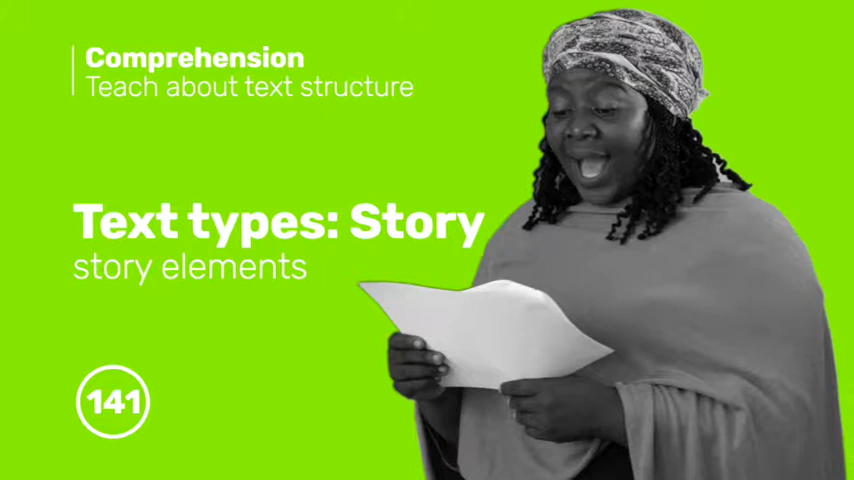 Comprehension
Teach about text structure
Text types: Story
story elements
141